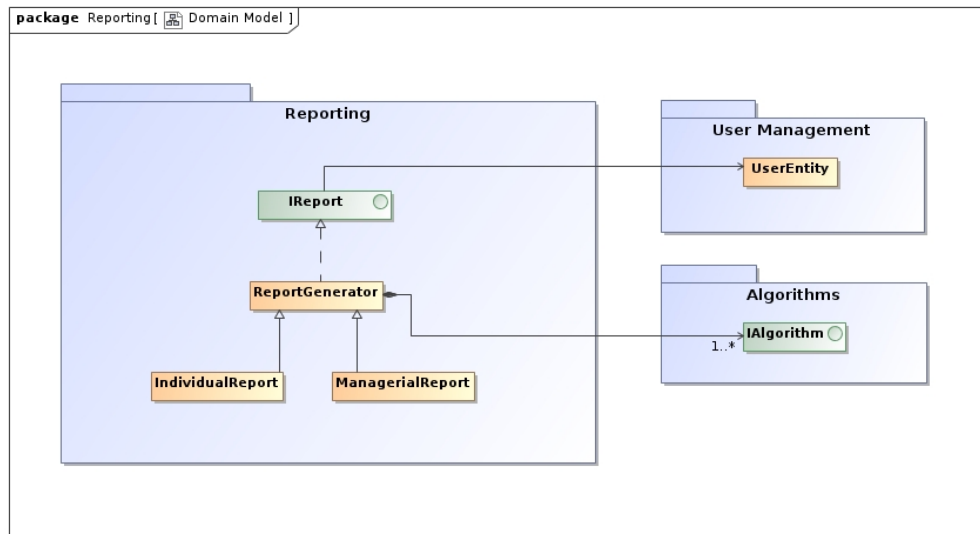 package Reporting[ Domain Model ]
Reporting
User Management
UserEntity
IReport
ReportGenerator
Algorithms
IAlgorithm
1..*
IndividualReport
ManagerialReport